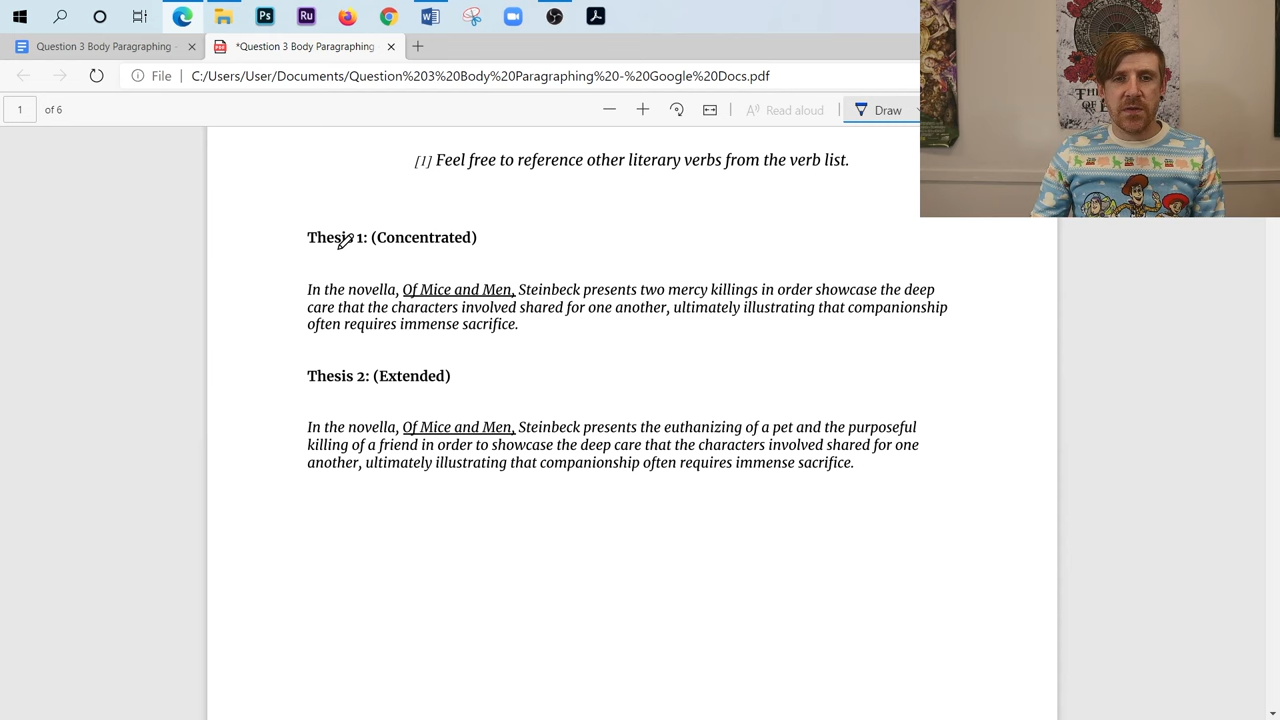 Question 3 Body Paragraphing
*Question 3 Body Paragraphing
File
C:/Users/User/Documents/Question%203%20Body%20Paragraphing%20-%20Google%20Docs.pdf
1 of 6
Read aloud
Draw
[1] Feel free to reference other literary verbs from the verb list.
Thesis 1: (Concentrated)
In the novella, Of Mice and Men, Steinbeck presents two mercy killings in order showcase the deep
care that the characters involved shared for one another, ultimately illustrating that companionship
often requires immense sacrifice.
Thesis 2: (Extended)
In the novella, Of Mice and Men, Steinbeck presents the euthanizing of a pet and the purposeful
killing of a friend in order to showcase the deep care that the characters involved shared for one
another, ultimately illustrating that companionship often requires immense sacrifice.